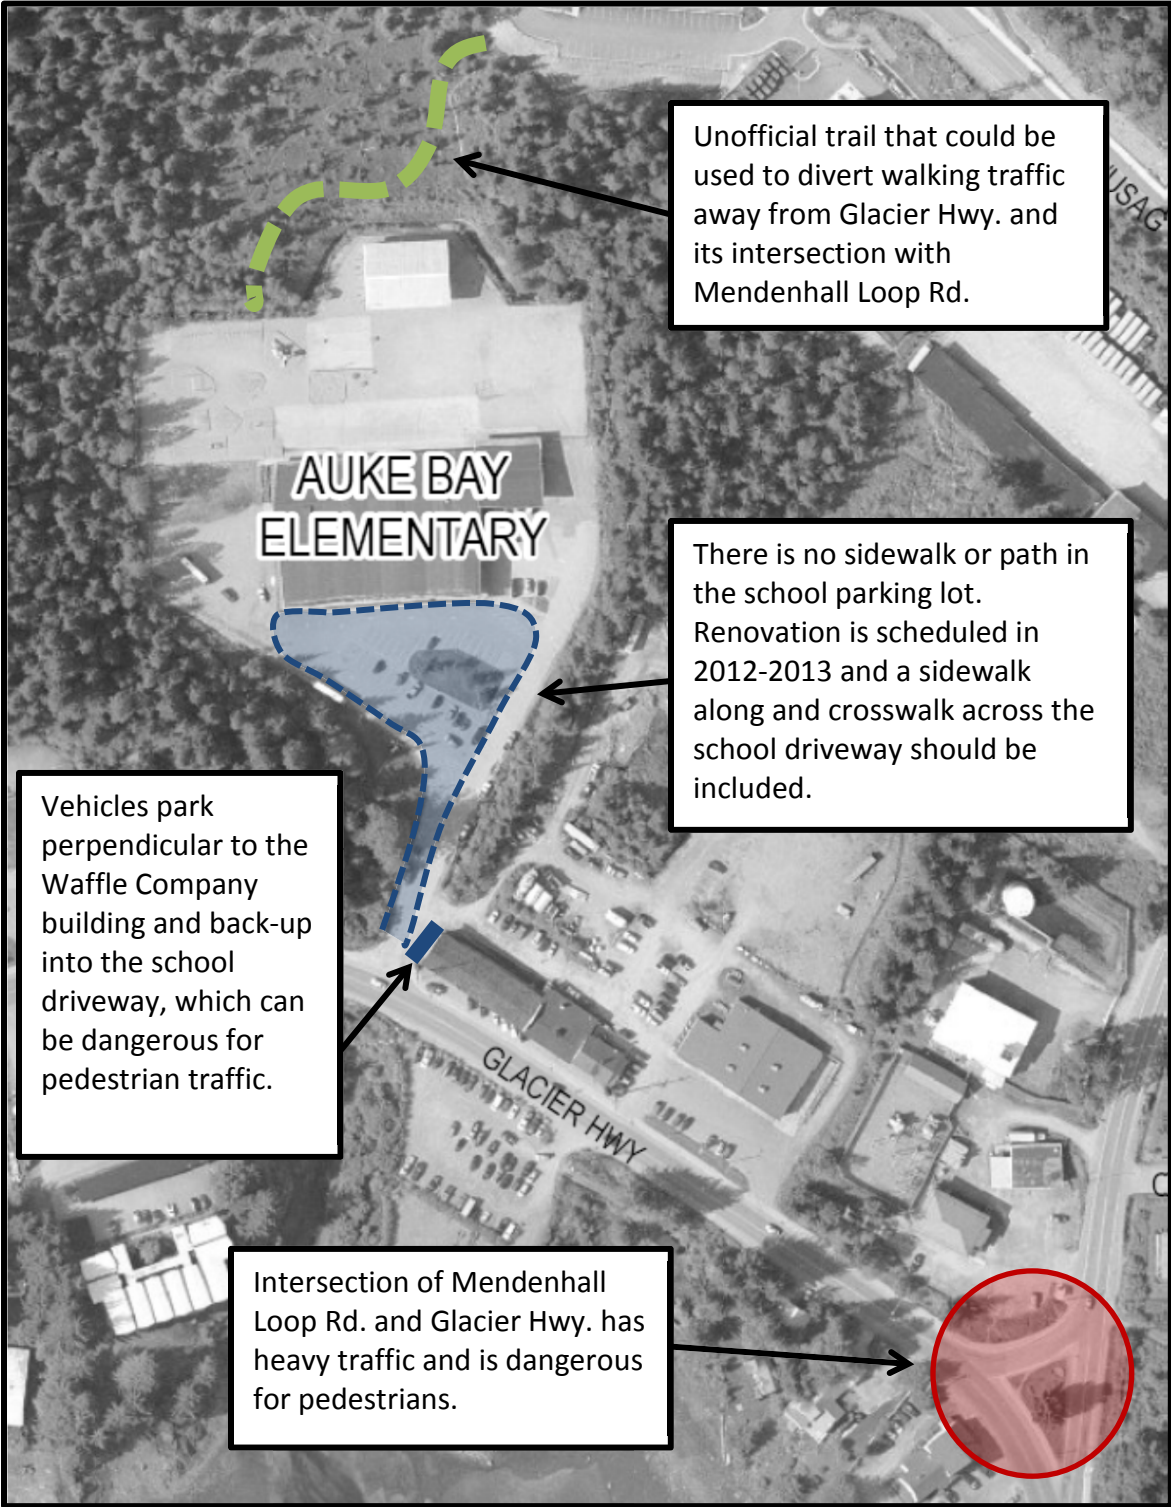 Unofficial trail that could be
used to divert walking traffic
away from Glacier Hwy. and
its intersection with
Mendenhall Loop Rd.
USAG
AUKE BAY
ELEMENTARY
There is no sidewalk or path in
the school parking lot.
Renovation is scheduled in
2012-2013 and a sidewalk
along and crosswalk across the
school driveway should be
included.
Vehicles park
perpendicular to the
Waffle Company
building and back-up
into the school
driveway, which can
be dangerous for
pedestrian traffic.
GLACIER HWY
Intersection of Mendenhall
Loop Rd. and Glacier Hwy. has
heavy traffic and is dangerous
for pedestrians.